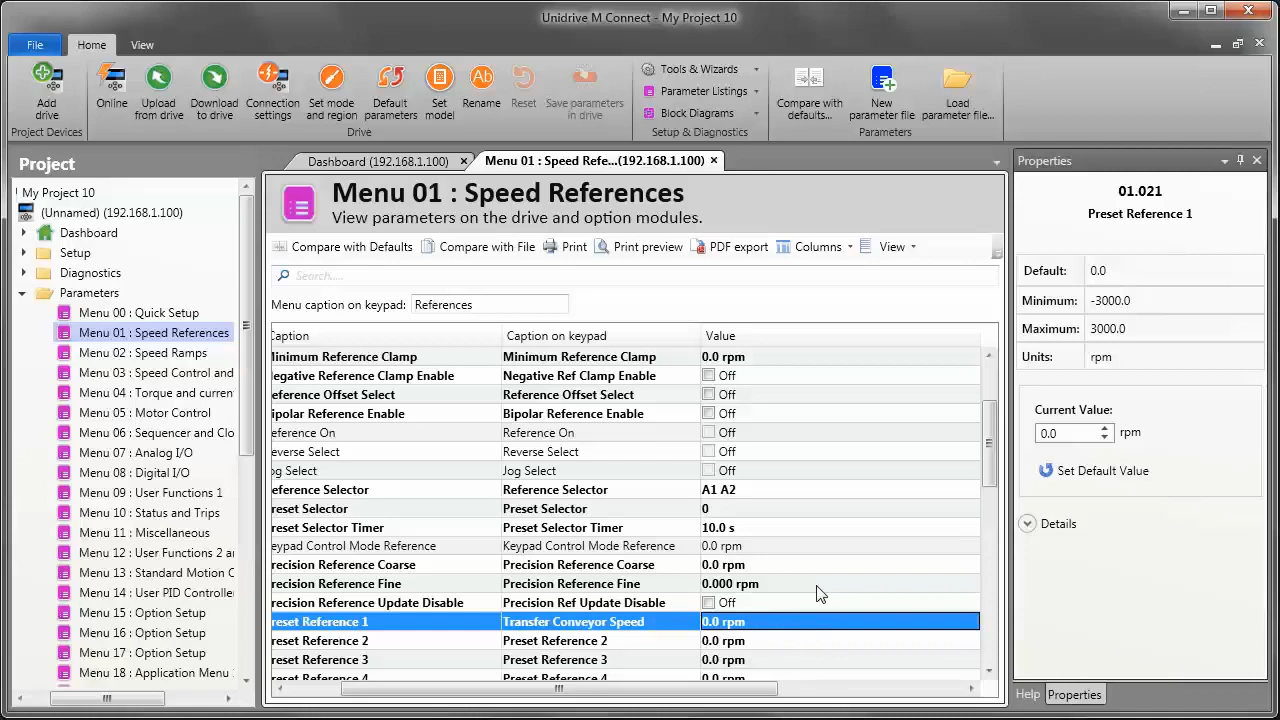 Unidrive M Connect - My Project 10
File
Home
View
Add drive
Online
Upload from drive
Download to drive
Connection settings
Set mode and region
Default parameters
Set model
Rename
Reset
Save parameters in drive
Tools & Wizards
Parameter Listings
Block Diagrams
Compare with defaults...
New parameter file
Load parameter file...
Project Devices
Drive
Setup & Diagnostics
Parameters
Project
My Project 10
(Unnamed) (192.168.1.100)
Dashboard
Setup
Diagnostics
Parameters
Menu 00 : Quick Setup
Menu 01 : Speed References
Menu 02 : Speed Ramps
Menu 03 : Speed Control and
Menu 04 : Torque and curren
Menu 05 : Motor Control
Menu 06 : Sequencer and Clo
Menu 07 : Analog I/O
Menu 08 : Digital I/O
Menu 09 : User Functions 1
Menu 10 : Status and Trips
Menu 11 : Miscellaneous
Menu 12 : User Functions 2 a
Menu 13 : Standard Motion C
Menu 14 : User PID Controlle
Menu 15 : Option Setup
Menu 16 : Option Setup
Menu 17 : Option Setup
Menu 18 : Application Menu
Dashboard (192.168.1.100)
Menu 01 : Speed Refe...(192.168.1.100)
Menu 01 : Speed References
View parameters on the drive and option modules.
Compare with Defaults
Compare with File
Print
Print preview
PDF export
Columns
View
Search....
Menu caption on keypad: References
Caption Caption on keypad Value
Minimum Reference Clamp Minimum Reference Clamp 0.0 rpm
Negative Reference Clamp Enable Negative Ref Clamp Enable Off
eference Offset Select Reference Offset Select Off
Bipolar Reference Enable Bipolar Reference Enable Off
eference On Reference On Off
everse Select Reverse Select Off
og Select Jog Select Off
eference Selector Reference Selector A1 A2
reset Selector Preset Selector 0
reset Selector Timer Preset Selector Timer 10.0 s
eypad Control Mode Reference Keypad Control Mode Reference 0.0 rpm
recision Reference Coarse Precision Reference Coarse 0.0 rpm
recision Reference Fine Precision Reference Fine 0.000 rpm
recision Reference Update Disable Precision Ref Update Disable Off
reset Reference 1 Transfer Conveyor Speed 0.0 rpm
reset Reference 2 Preset Reference 2 0.0 rpm
reset Reference 3 Preset Reference 3 0.0 rpm
reset Reference 4 Preset Reference 4 0.0 rpm
Properties
01.021
Preset Reference 1
Default: 0.0
Minimum: -3000.0
Maximum: 3000.0
Units: rpm
Current Value:
0.0 rpm
Set Default Value
Details
Help
Properties